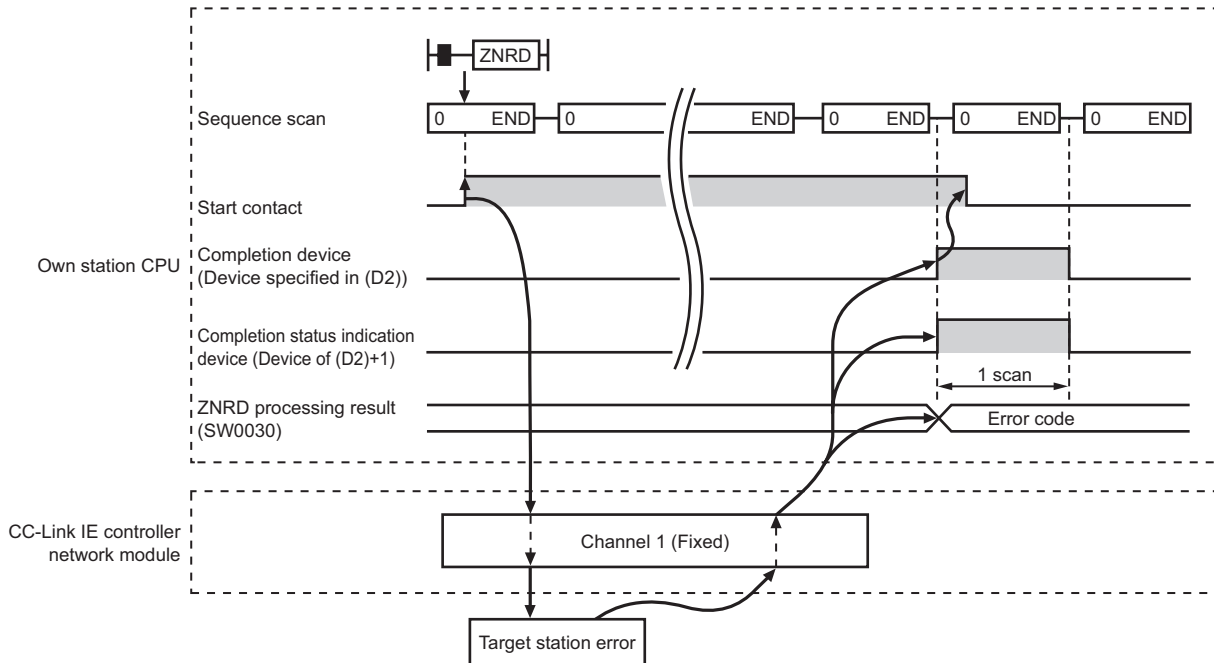 ZNRD
Sequence scan
0 END 0 END 0 END 0 END 0 END
Start contact
Own station CPU
Completion device
(Device specified in (D2))
Completion status indication
device (Device of (D2)+1)
1 scan
ZNRD processing result
(SW0030)
Error code
CC-Link IE controller
network module
Channel 1 (Fixed)
Target station error